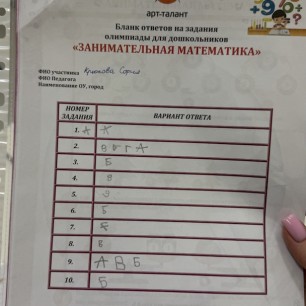 арт-талант
Бланк ответов на задания
олимпиады для дошкольников
«ЗАНИМАТЕЛЬНАЯ МАТЕМАТИКА»
ФИО участника
ФИО Педагога
Наименование ОУ, город
НОМЕР ЗАДАНИЯ ВАРИАНТ ОТВЕТА
1. А А
2. В Б Г А
3. Б
4. В
5.
6. Б
7. Б
8. В
9. А В Б
10. Б